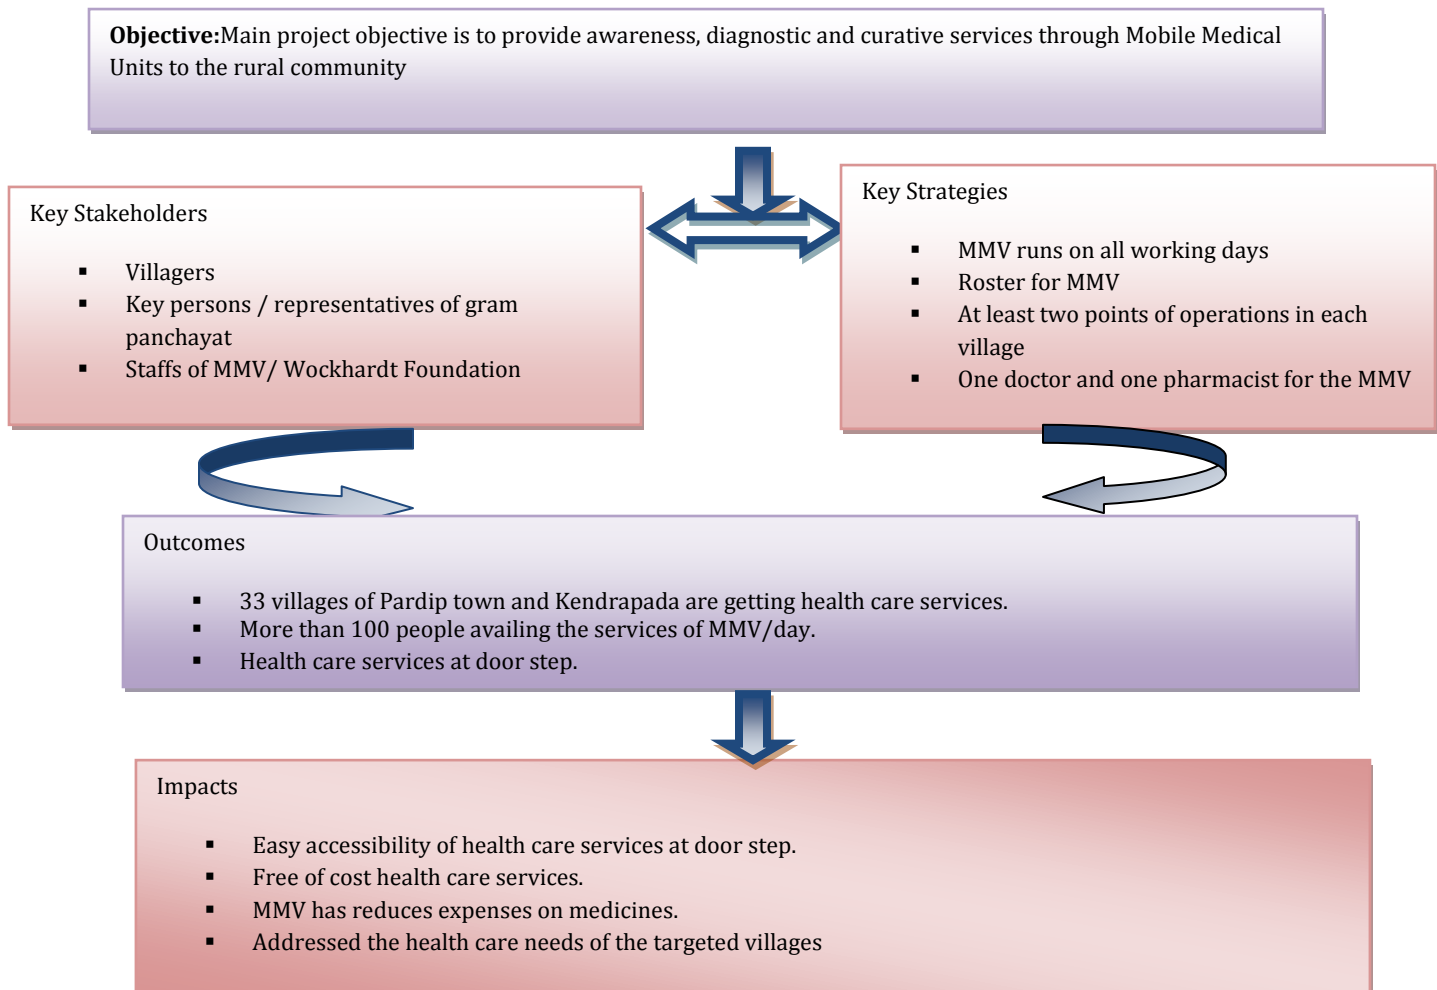 Objective:Main project objective is to provide awareness, diagnostic and curative services through Mobile Medical
Units to the rural community
Key Stakeholders
▪ Villagers
▪ Key persons / representatives of gram
panchayat
▪ Staffs of MMV/ Wockhardt Foundation
Key Strategies
▪ MMV runs on all working days
▪ Roster for MMV
▪ At least two points of operations in each
village
▪ One doctor and one pharmacist for the MMV
Outcomes
▪ 33 villages of Pardip town and Kendrapada are getting health care services.
▪ More than 100 people availing the services of MMV/day.
▪ Health care services at door step.
Impacts
▪ Easy accessibility of health care services at door step.
▪ Free of cost health care services.
▪ MMV has reduces expenses on medicines.
▪ Addressed the health care needs of the targeted villages